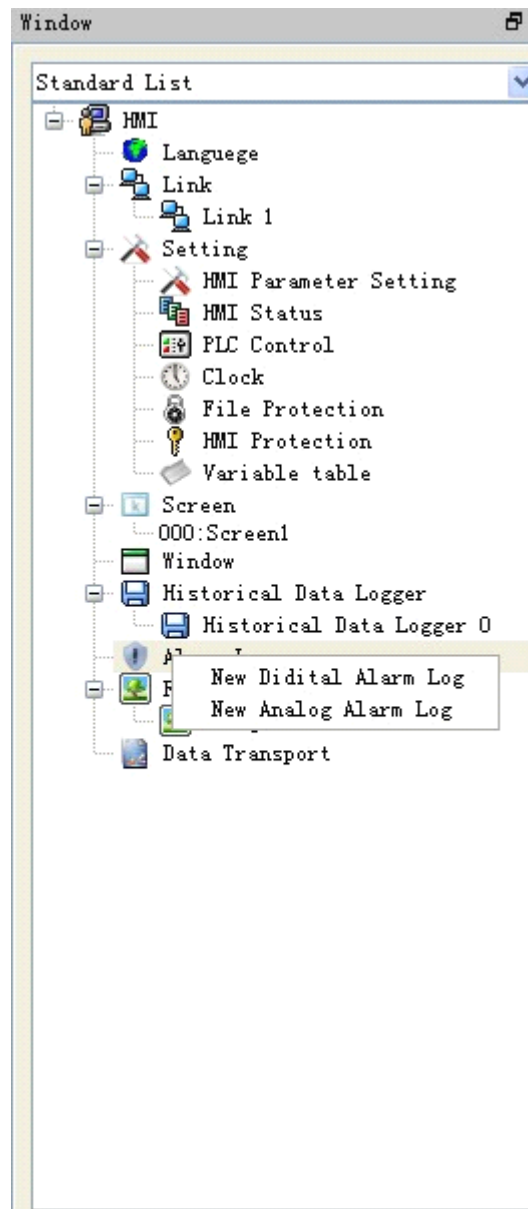 Window
Standard List
HMI
Languege
Link
Link 1
Setting
HMI Parameter Setting
HMI Status
PLC Control
Clock
File Protection
HMI Protection
Variable table
Screen
000:Screen1
Window
Historical Data Logger
Historical Data Logger 0
New Didital Alarm Log
New Analog Alarm Log
Data Transport